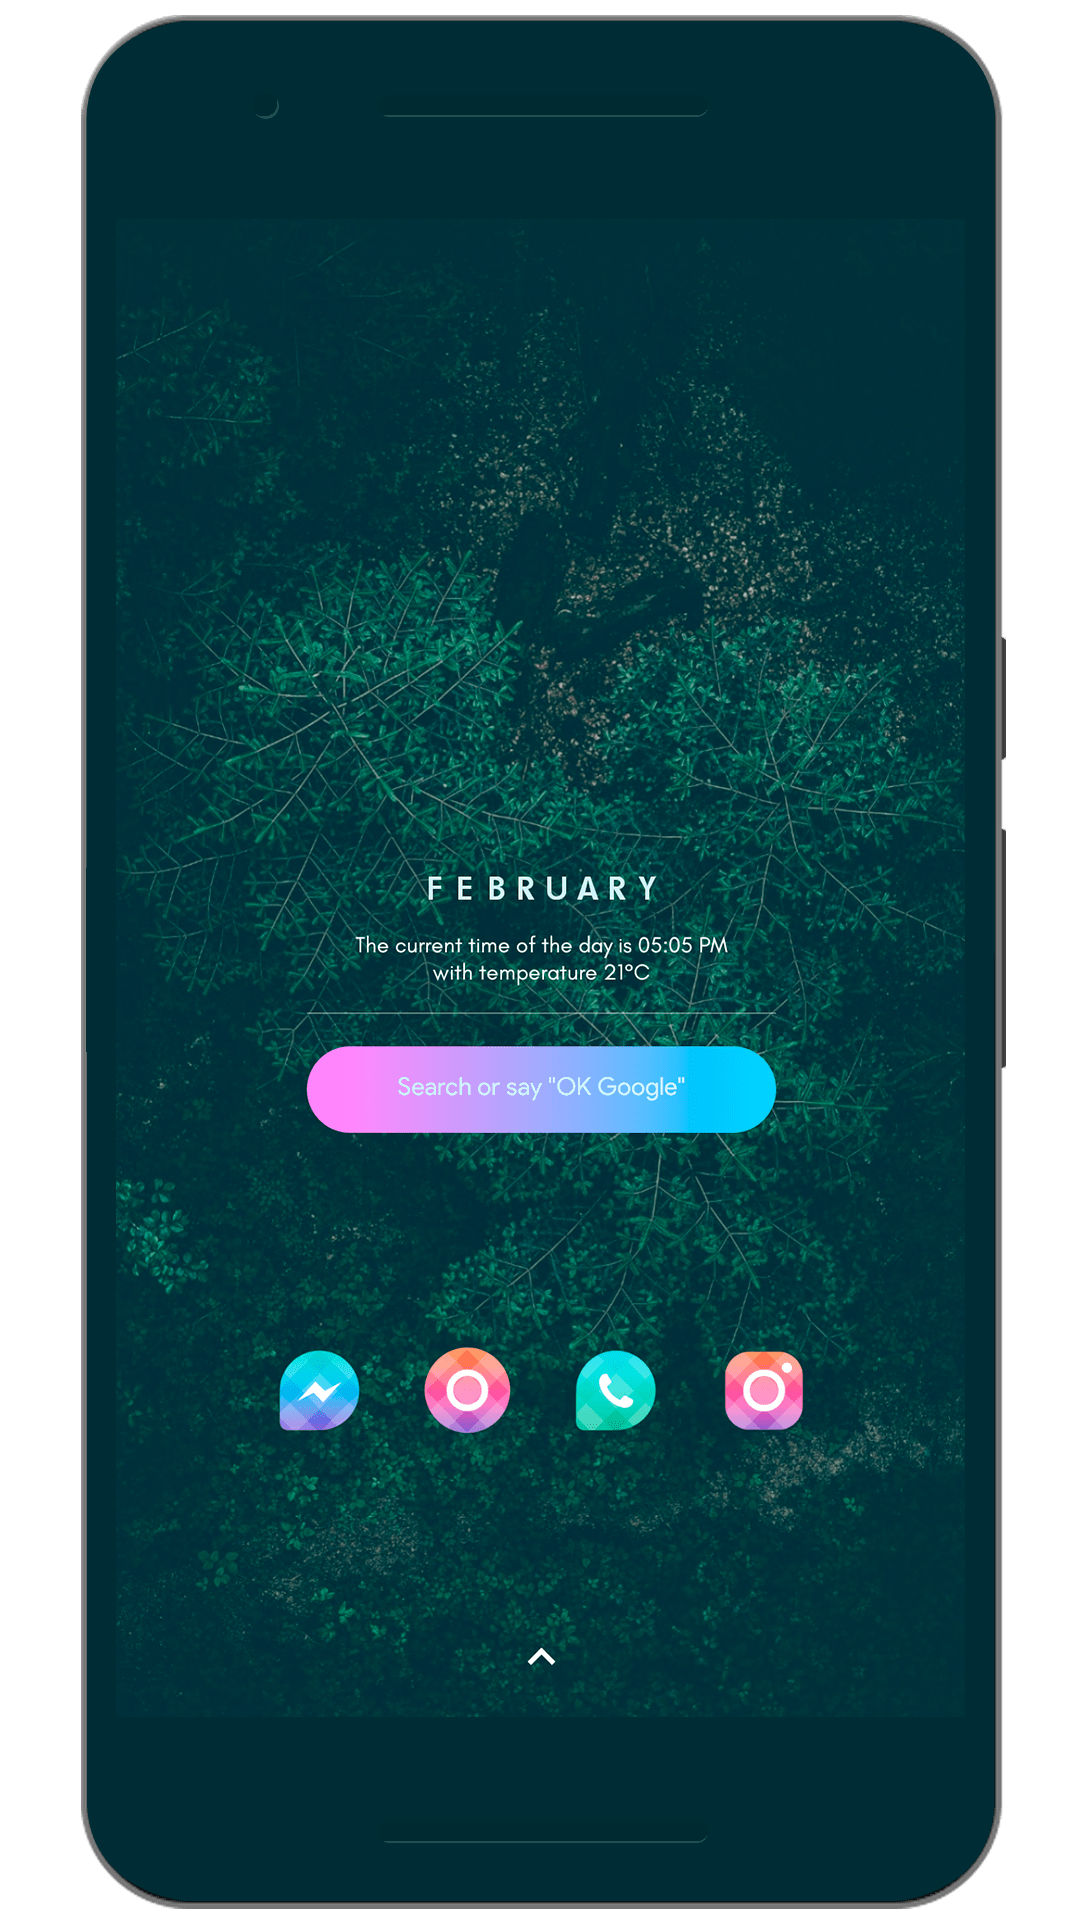 FEBRUARY
The current time of the day is 05:05 PM
with temperature 21°C
Search or say "OK Google"